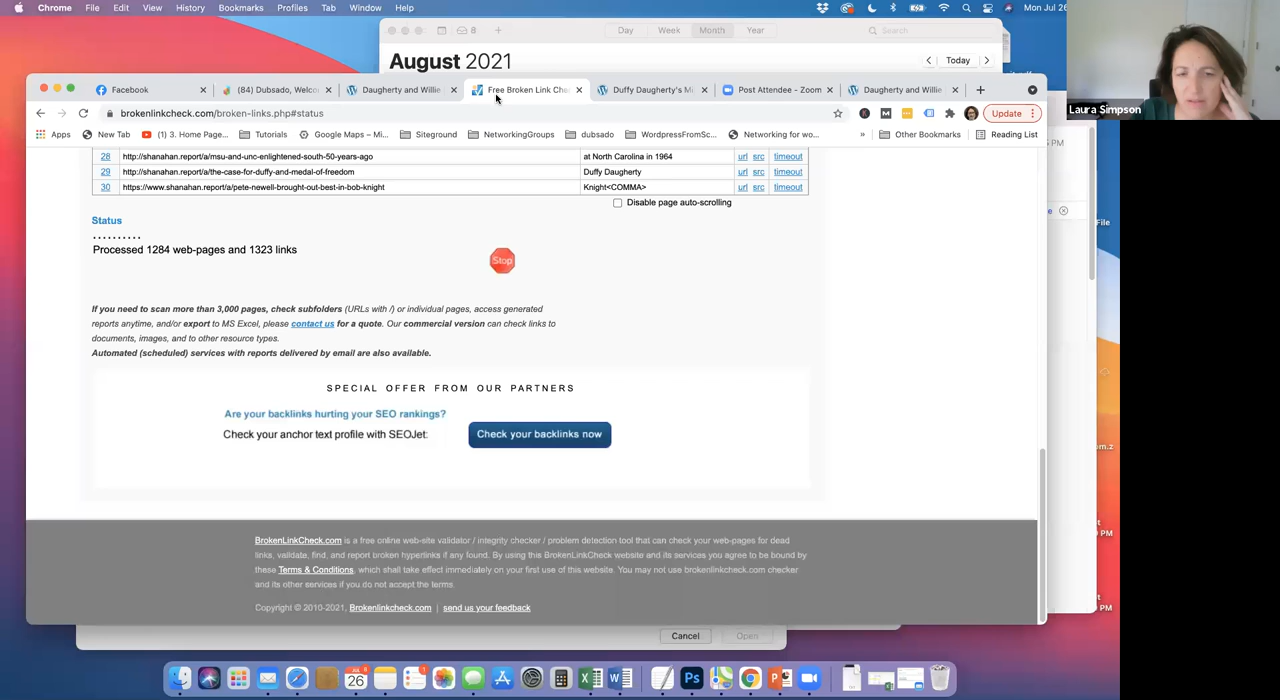 Chrome File Edit View History Bookmarks Profiles Tab Window Help Mon Jul 26
8 Day Week Month Year Search
August 2021 Today
Facebook (84) Dubsado, Welco Daugherty and Willie Free Broken Link Che Duffy Daugherty's Mi Post Attendee - Zoom Daugherty and Willie
brokenlinkcheck.com/broken-links.php#status Update
Laura Simpson
Apps New Tab (1) 3. Home Page... Tutorials Google Maps – Mi... Siteground NetworkingGroups dubsado WordpressFromSc... Networking for wo... » Other Bookmarks Reading List
28 http://shanahan.report/a/msu-and-unc-enlightened-south-50-years-ago at North Carolina in 1964 url src timeout
29 http://shanahan.report/a/the-case-for-duffy-and-medal-of-freedom Duffy Daugherty url src timeout
30 https://www.shanahan.report/a/pete-newell-brought-out-best-in-bob-knight Knight<COMMA> url src timeout
Disable page auto-scrolling
Status
..........
Processed 1284 web-pages and 1323 links
Stop
If you need to scan more than 3,000 pages, check subfolders (URLs with /) or individual pages, access generated
reports anytime, and/or export to MS Excel, please contact us for a quote. Our commercial version can check links to
documents, images, and to other resource types.
Automated (scheduled) services with reports delivered by email are also available.
SPECIAL OFFER FROM OUR PARTNERS
Are your backlinks hurting your SEO rankings?
Check your anchor text profile with SEOJet: Check your backlinks now
BrokenLinkCheck.com is a free online web-site validator / integrity checker / problem detection tool that can check your web-pages for dead
links, validate, find, and report broken hyperlinks if any found. By using this BrokenLinkCheck website and its services you agree to be bound by
these Terms & Conditions, which shall take effect immediately on your first use of this website. You may not use brokenlinkcheck.com checker
and its other services if you do not accept the terms.
Copyright © 2010-2021, Brokenlinkcheck.com | send us your feedback
Cancel Open
JUL 26 1